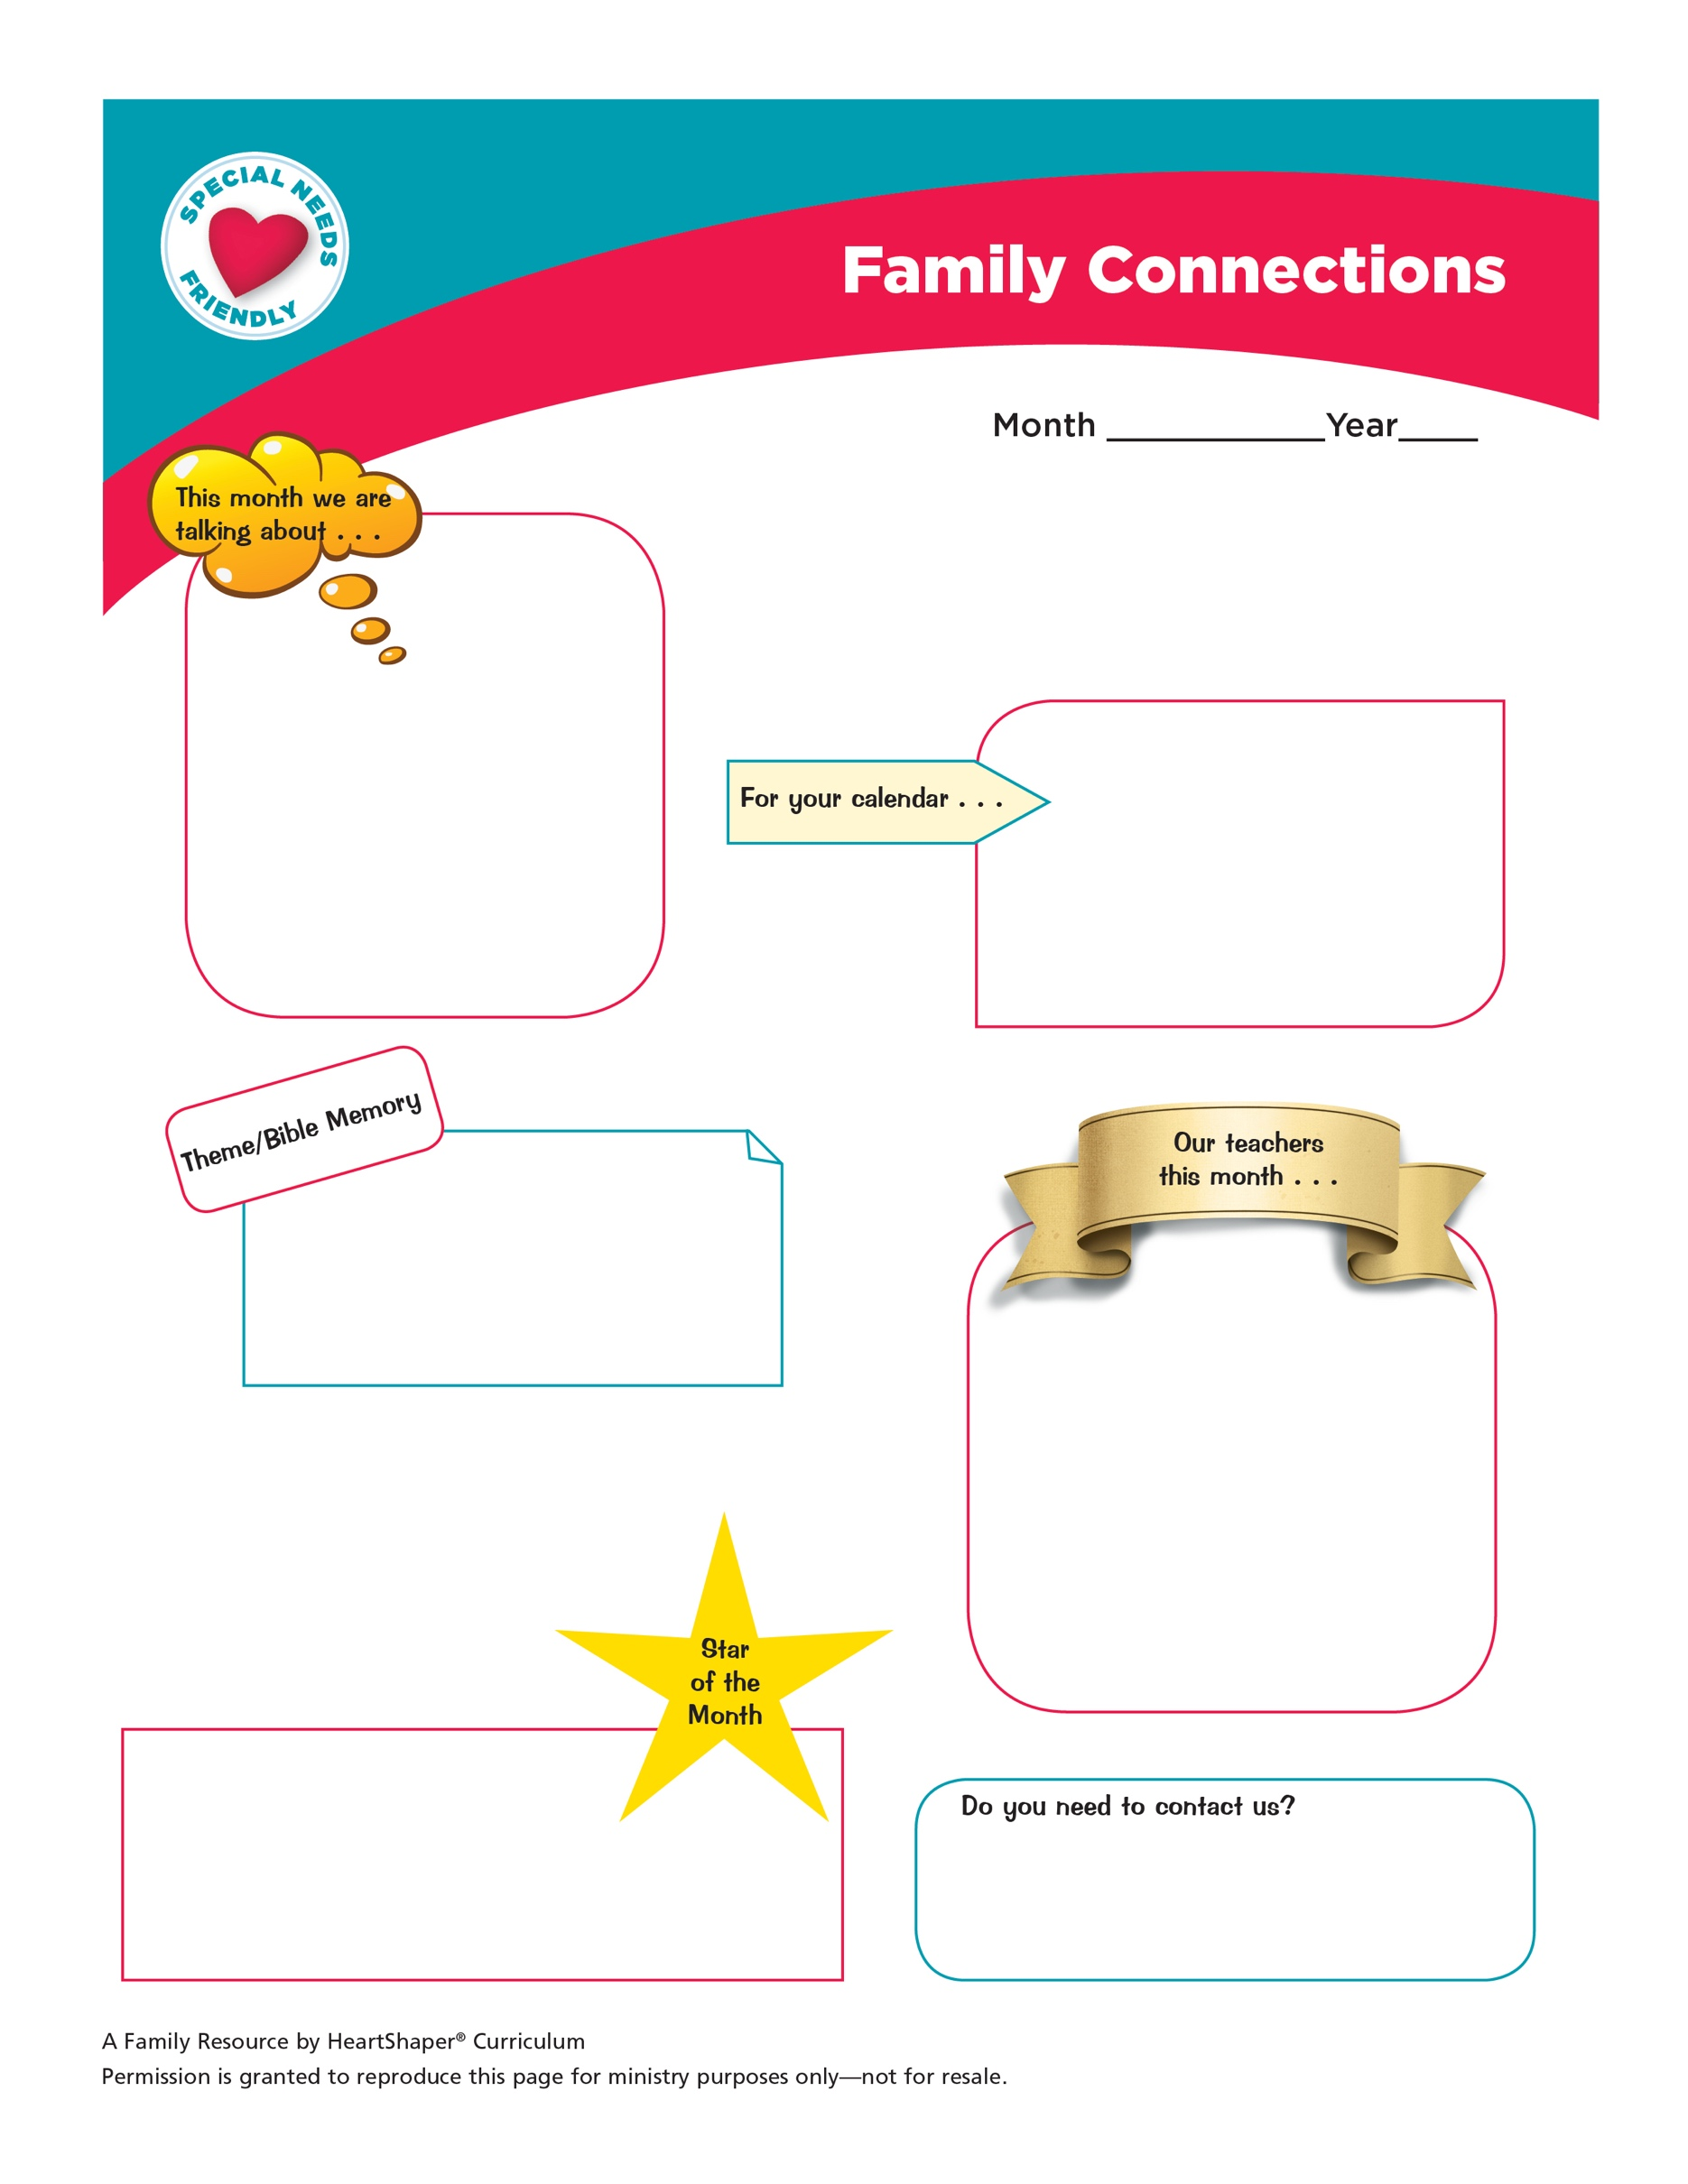 SPECIAL NEEDS
FRIENDLY
Family Connections
Month ____________Year____
This month we are
talking about . . .
For your calendar . . .
Theme/Bible Memory
Our teachers
this month . . .
Star
of the
Month
Do you need to contact us?
A Family Resource by HeartShaper® Curriculum
Permission is granted to reproduce this page for ministry purposes only—not for resale.